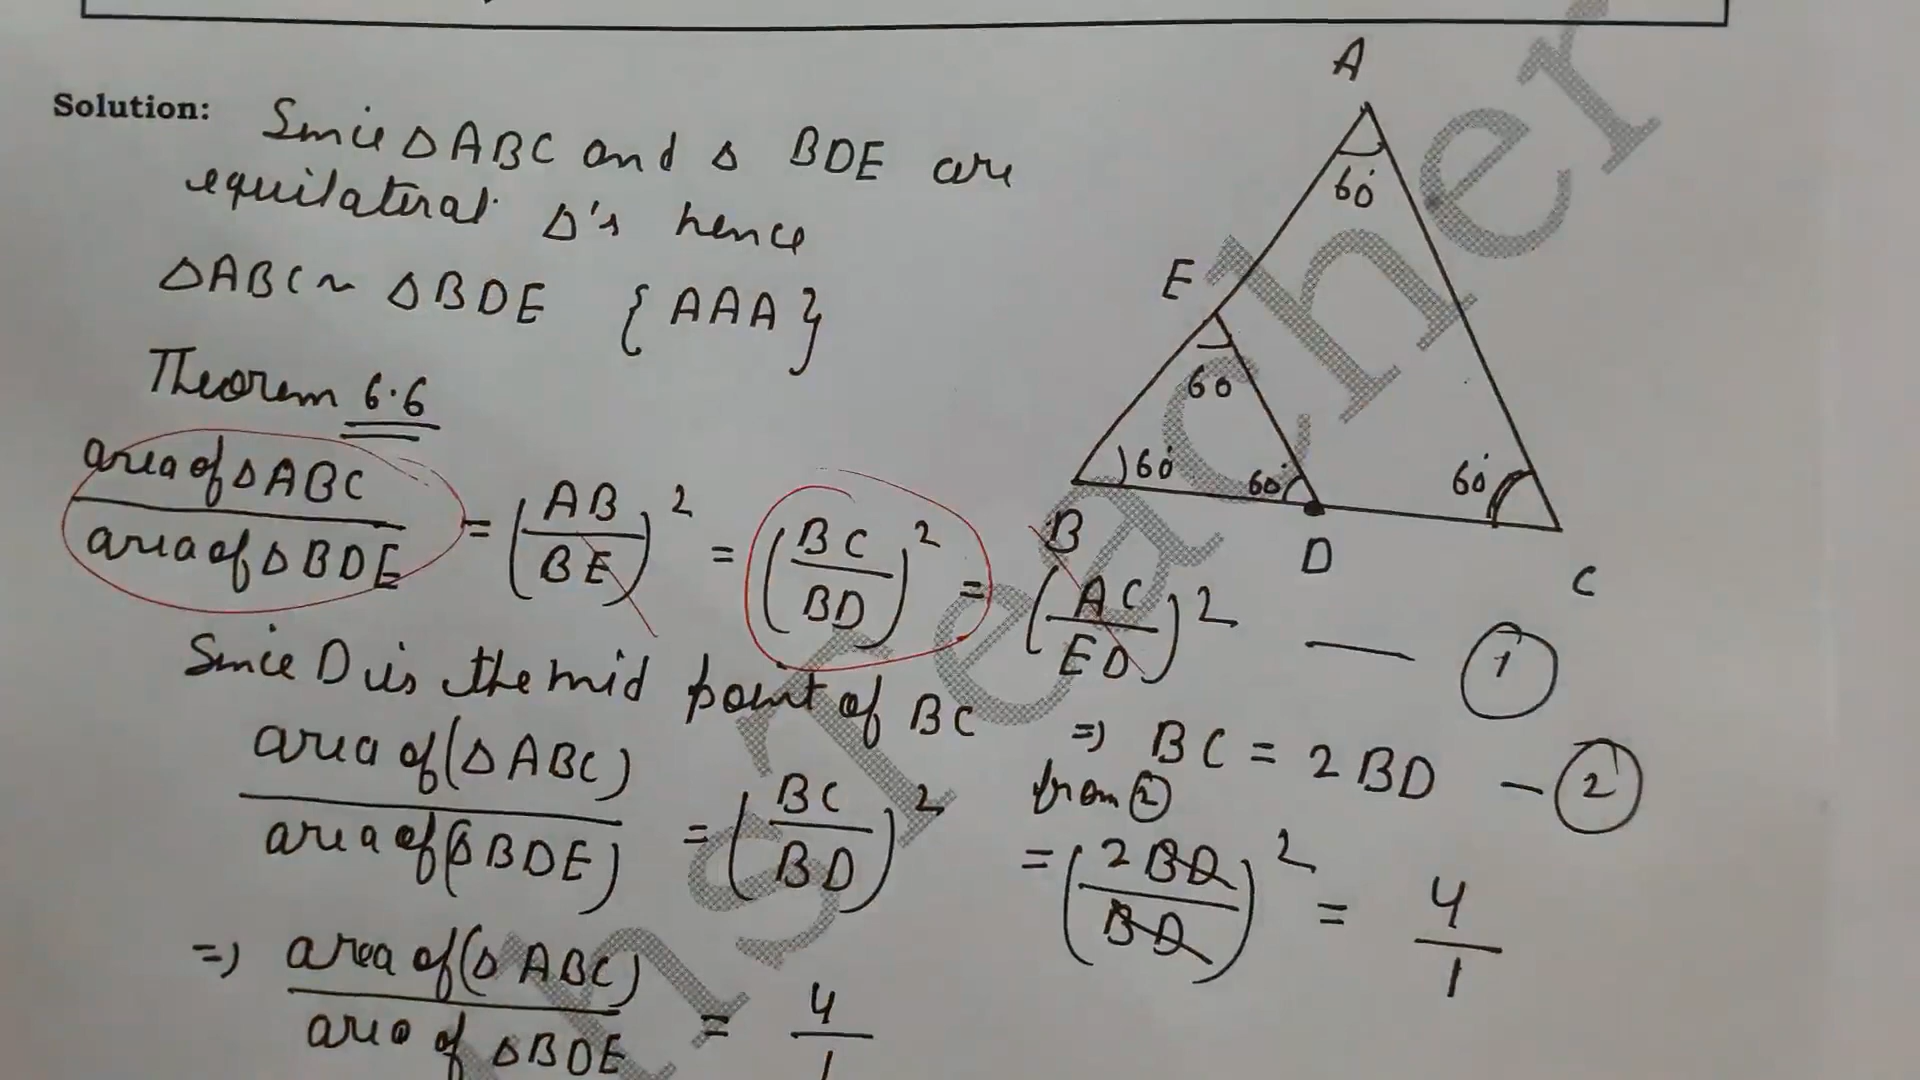 Solution: Since △ABC and △ BDE are
equilateral △'s hence
△ABC ~ △BDE {AAA}
Theorem 6.6
area of △ABC / area of △BDE = (AB/BE)² = (BC/BD)² = (AC/ED)² — ①
Since D is the mid point of BC ⇒ BC = 2BD — ②
area of (△ABC) / area of (△BDE) = (BC/BD)² from ② = (2BD/BD)² = 4/1
⇒ area of (△ABC) / area of △BDE = 4/1
A
60°
E
60
60°
60°
60°
B
D
C